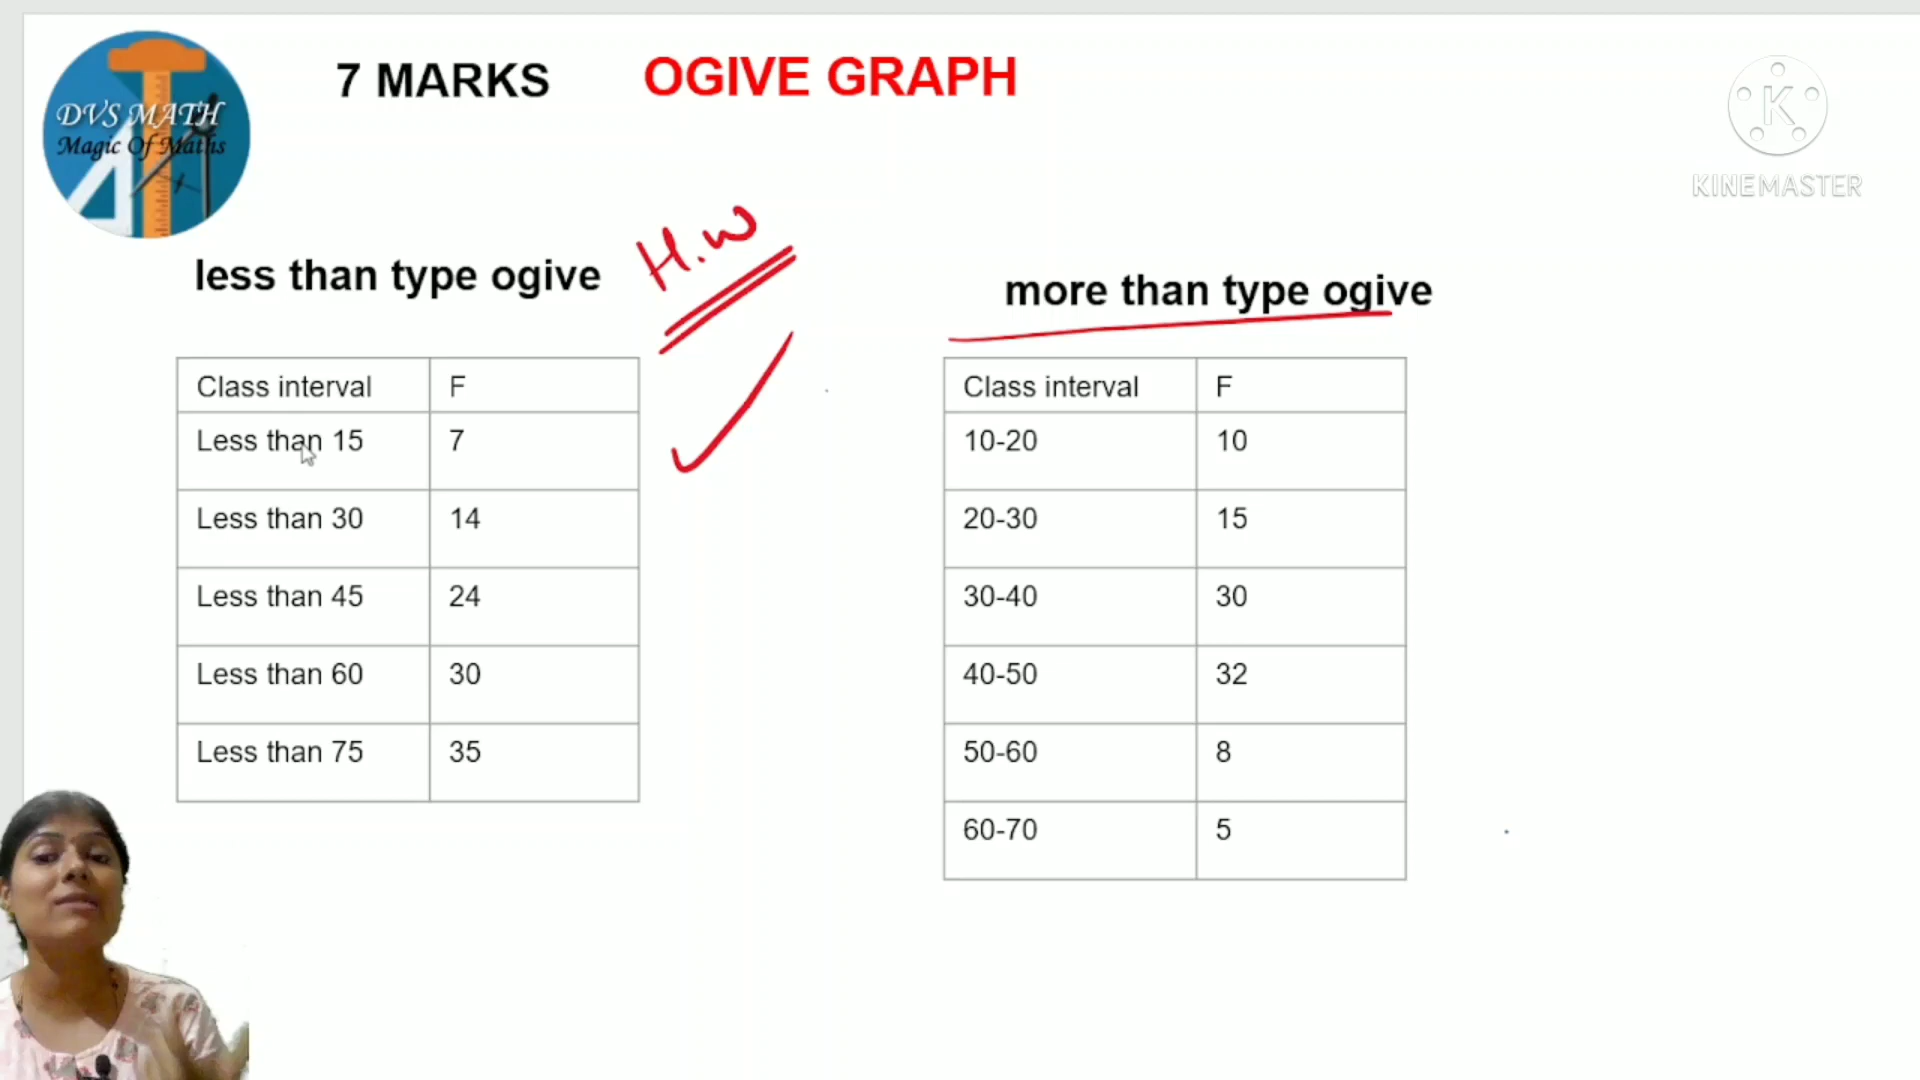 7 MARKS OGIVE GRAPH
DVS MATH
Magic Of Maths
K
KINEMASTER
less than type ogive H.W
more than type ogive
Class interval F
Less than 15 7
Less than 30 14
Less than 45 24
Less than 60 30
Less than 75 35
Class interval F
10-20 10
20-30 15
30-40 30
40-50 32
50-60 8
60-70 5